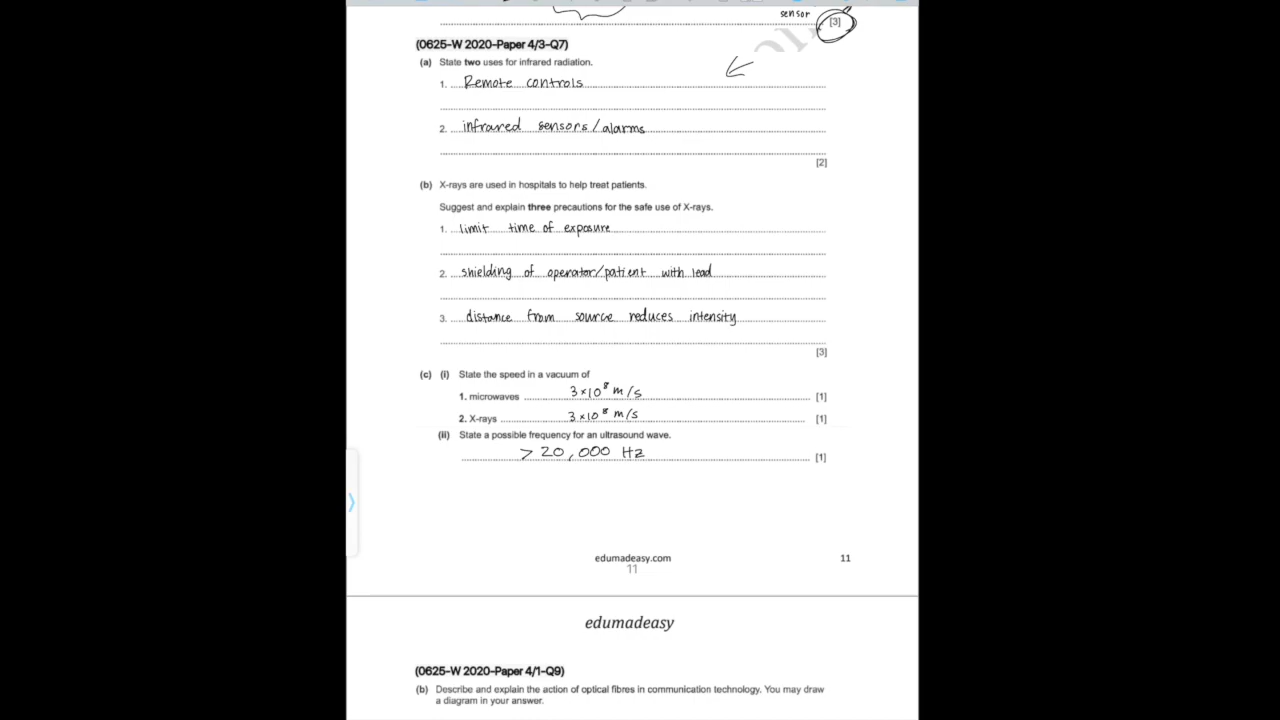 sensor
[3]
(0625-W 2020-Paper 4/3-Q7)
(a) State two uses for infrared radiation.
1. Remote controls
2. infrared sensors/alarms
[2]
(b) X-rays are used in hospitals to help treat patients.
Suggest and explain three precautions for the safe use of X-rays.
1. limit time of exposure
2. shielding of operator/patient with lead
3. distance from source reduces intensity
[3]
(c) (i) State the speed in a vacuum of
1. microwaves 3×10⁸ m/s [1]
2. X-rays 3×10⁸ m/s [1]
(ii) State a possible frequency for an ultrasound wave.
> 20,000 Hz [1]
edumadeasy.com 11
11
edumadeasy
(0625-W 2020-Paper 4/1-Q9)
(b) Describe and explain the action of optical fibres in communication technology. You may draw
a diagram in your answer.